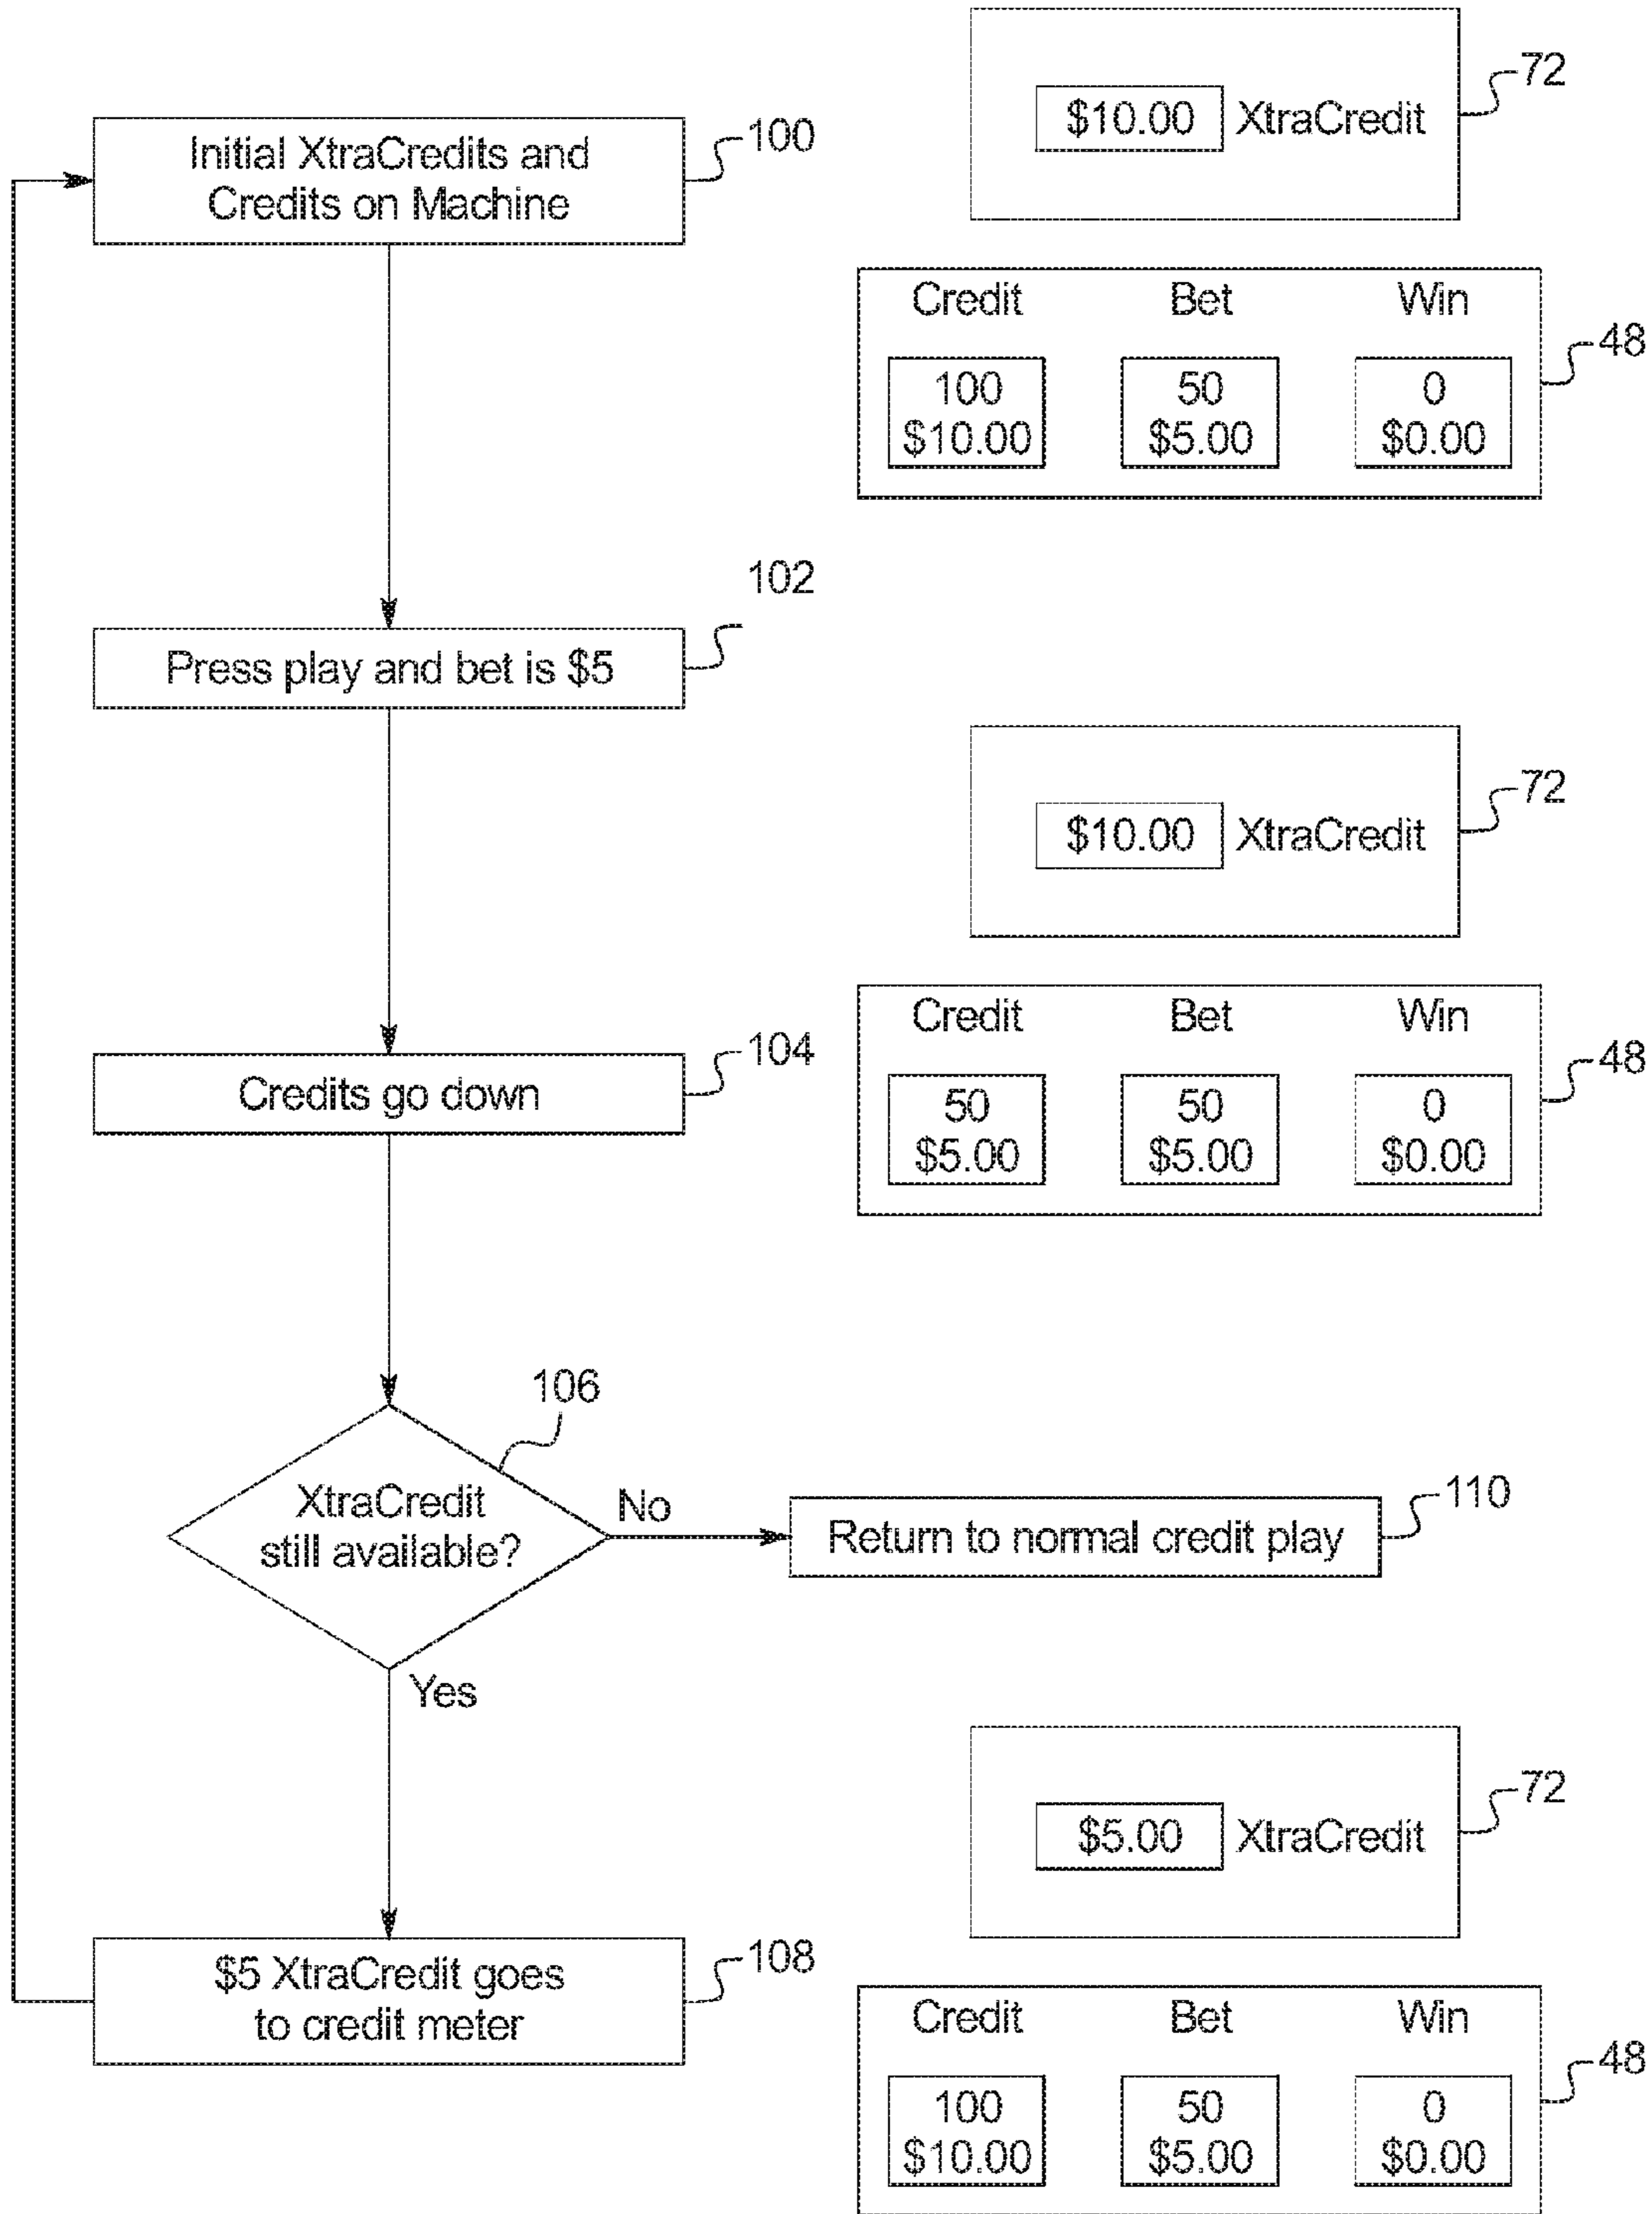 Initial XtraCredits and
Credits on Machine
100
$10.00 XtraCredit
72
Credit Bet Win
100 50 0
$10.00 $5.00 $0.00
48
102
Press play and bet is $5
$10.00 XtraCredit
72
Credits go down
104
Credit Bet Win
50 50 0
$5.00 $5.00 $0.00
48
106
XtraCredit
still available?
No
Return to normal credit play
110
Yes
$5.00 XtraCredit
72
$5 XtraCredit goes
to credit meter
108
Credit Bet Win
100 50 0
$10.00 $5.00 $0.00
48